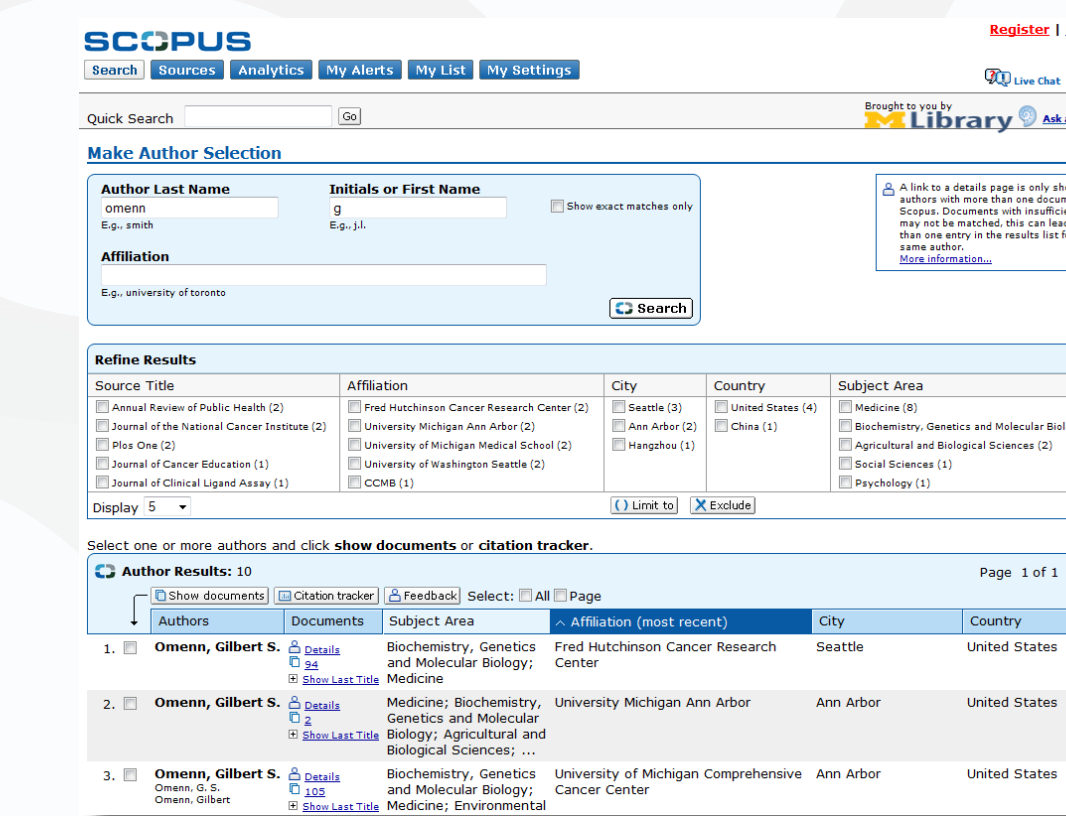 SCOPUS
Register |
Search Sources Analytics My Alerts My List My Settings
Live Chat
Quick Search Go
Brought to you by
MLibrary Ask
Make Author Selection
Author Last Name Initials or First Name
omenn g Show exact matches only
E.g., smith E.g., j.l.
Affiliation
E.g., university of toronto
Search
A link to a details page is only
authors with more than one
Scopus. Documents with
may not be matched, this can
than one entry in the results list
same author.
More information...
Refine Results
Source Title Affiliation City Country Subject Area
Annual Review of Public Health (2) Fred Hutchinson Cancer Research Center (2) Seattle (3) United States (4) Medicine (8)
Journal of the National Cancer Institute (2) University Michigan Ann Arbor (2) Ann Arbor (2) China (1) Biochemistry, Genetics and Molecular
Plos One (2) University of Michigan Medical School (2) Hangzhou (1) Agricultural and Biological Sciences (2)
Journal of Cancer Education (1) University of Washington Seattle (2) Social Sciences (1)
Journal of Clinical Ligand Assay (1) CCMB (1) Psychology (1)
Display 5 Limit to Exclude
Select one or more authors and click show documents or citation tracker.
Author Results: 10 Page 1 of 1
Show documents Citation tracker Feedback Select: All Page
Authors Documents Subject Area Affiliation (most recent) City Country
1. Omenn, Gilbert S. Details Biochemistry, Genetics Fred Hutchinson Cancer Research Seattle United States
94 and Molecular Biology; Center
Show Last Title Medicine
2. Omenn, Gilbert S. Details Medicine; Biochemistry, University Michigan Ann Arbor Ann Arbor United States
2 Genetics and Molecular
Show Last Title Biology; Agricultural and
Biological Sciences; ...
3. Omenn, Gilbert S. Details Biochemistry, Genetics University of Michigan Comprehensive Ann Arbor United States
Omenn, G. S. 105 and Molecular Biology; Cancer Center
Omenn, Gilbert Show Last Title Medicine; Environmental